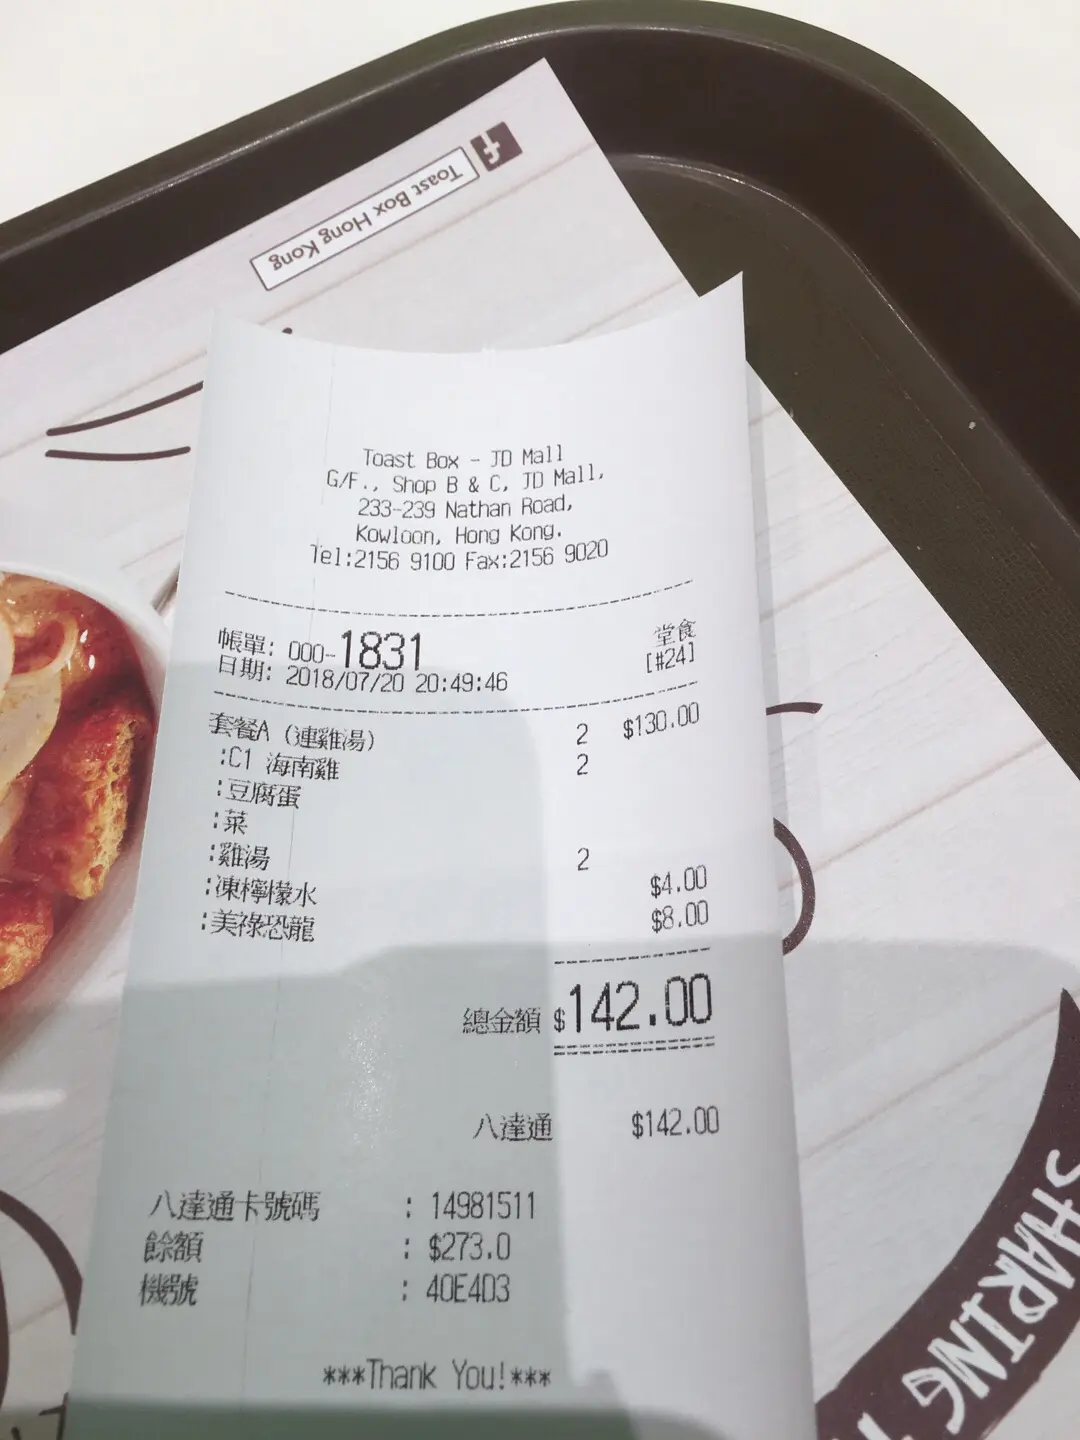 Toast Box Hong Kong
Toast Box - JD Mall
G/F., Shop B & C, JD Mall,
233-239 Nathan Road,
Kowloon, Hong Kong.
Tel:2156 9100 Fax:2156 9020
帳單: 000-1831 堂食
日期: 2018/07/20 20:49:46 [#24]
套餐A (連雞湯) 2 $130.00
:C1 海南雞 2
:豆腐蛋
:菜
:雞湯 2
:凍檸檬水 $4.00
:美祿恐龍 $8.00
總金額 $142.00
八達通 $142.00
八達通卡號碼 : 14981511
餘額 : $273.0
機號 : 40E4D3
***Thank You!***
SHARING